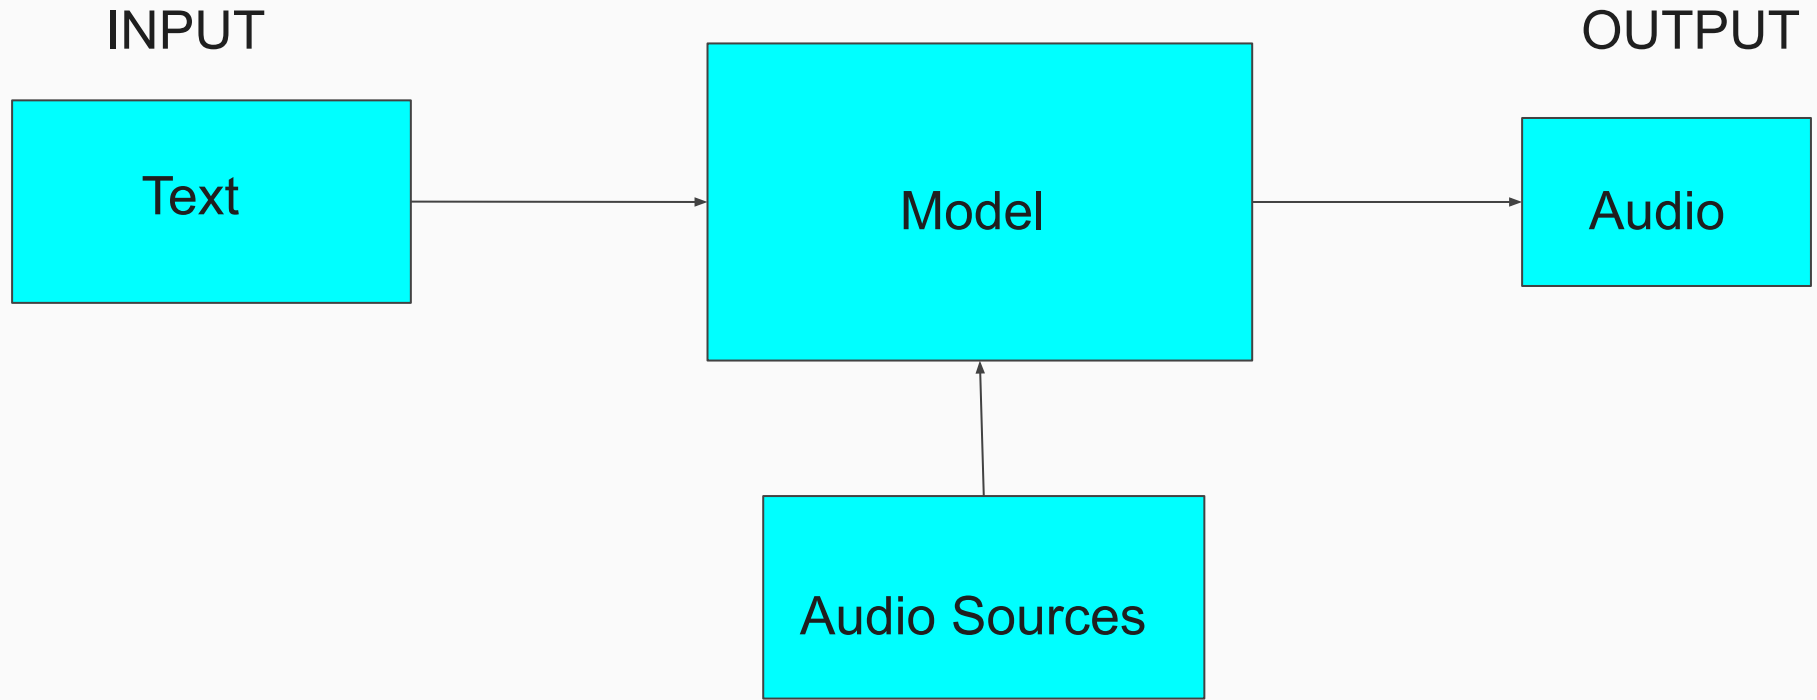 INPUT
OUTPUT
Text
Model
Audio
Audio Sources